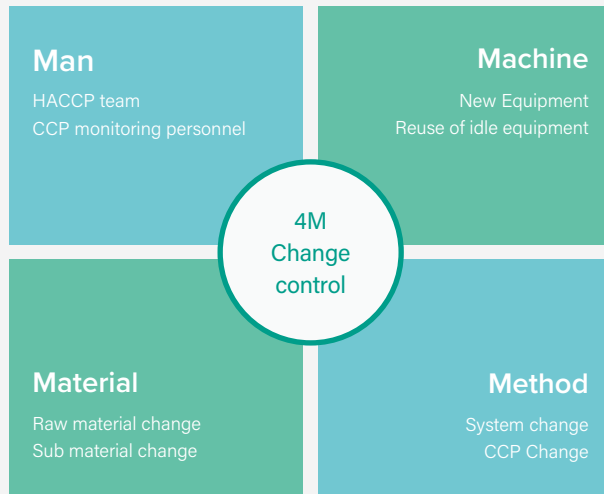 Man
HACCP team
CCP monitoring personnel
Machine
New Equipment
Reuse of idle equipment
4M
Change
control
Material
Raw material change
Sub material change
Method
System change
CCP Change